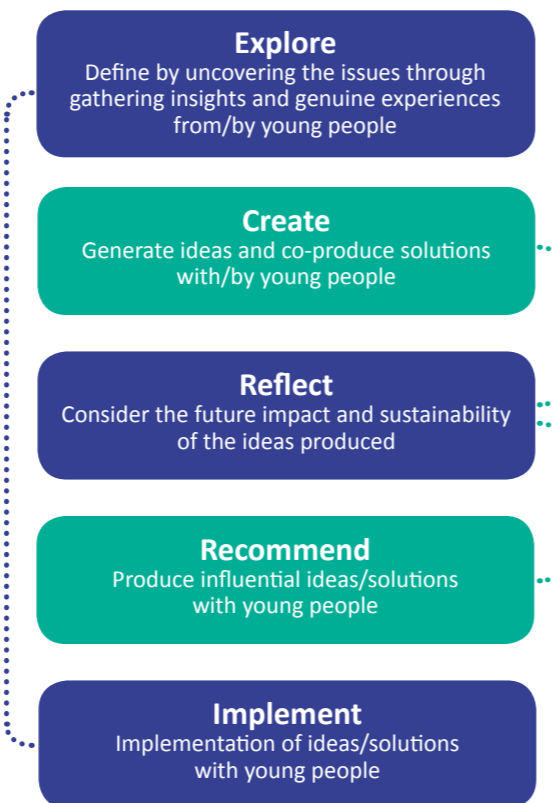 Explore
Define by uncovering the issues through
gathering insights and genuine experiences
from/by young people
Create
Generate ideas and co-produce solutions
with/by young people
Reflect
Consider the future impact and sustainability
of the ideas produced
Recommend
Produce influential ideas/solutions
with young people
Implement
Implementation of ideas/solutions
with young people